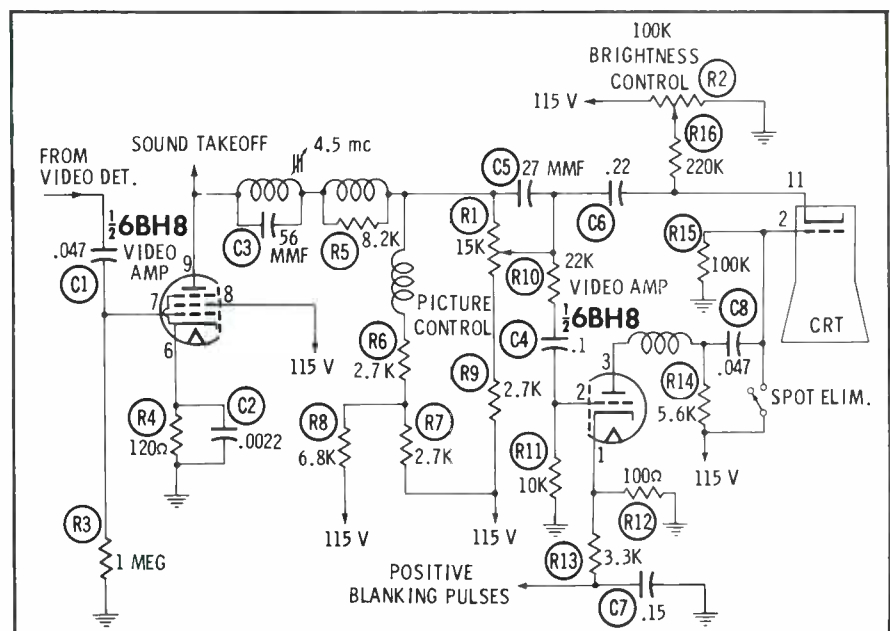 100K
BRIGHTNESS
CONTROL
R2
115 V
R16
220K
SOUND TAKEOFF
4.5 mc
FROM
VIDEO DET.
C5
27 MMF
.22
C6
11
2
½6BH8
VIDEO
AMP
9
.047
C1
C3
56
MMF
R5
8.2K
R1
15K
R10
22K
R15
100K
7
8
6
VIDEO AMP
½6BH8
PICTURE
CONTROL
C4
.1
C8
.047
CRT
R6
2.7K
115 V
3
2
1
R14
5.6K
SPOT ELIM.
R4
120Ω
C2
.0022
R9
2.7K
R8
6.8K
R7
2.7K
R11
10K
100Ω
R12
115 V
R3
1 MEG
115 V
115 V
R13
3.3K
POSITIVE
BLANKING PULSES
C7
.15